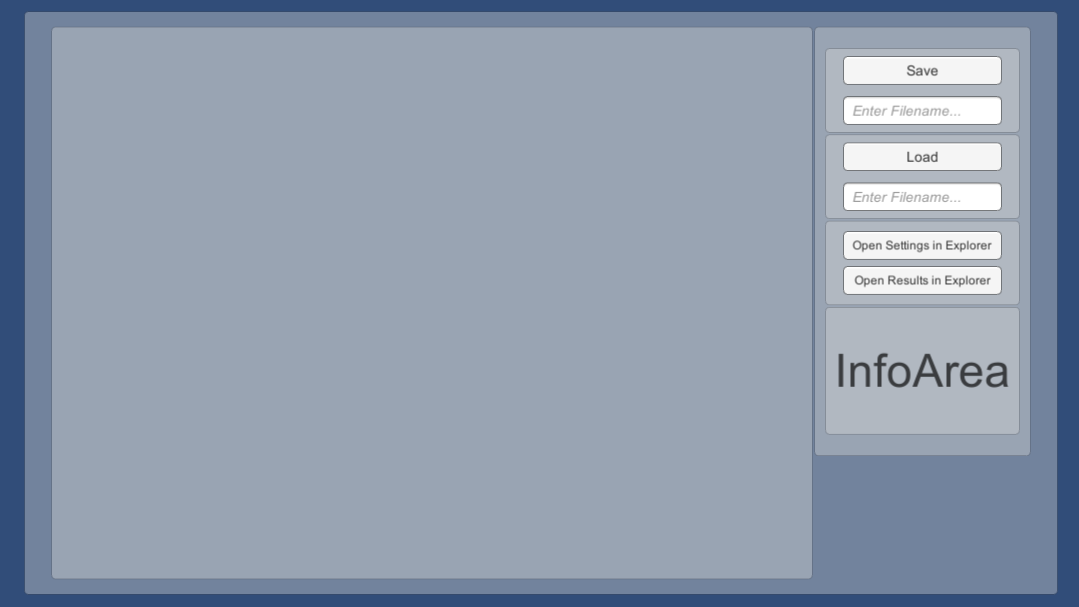 Save
Enter Filename...
Load
Enter Filename...
Open Settings in Explorer
Open Results in Explorer
InfoArea